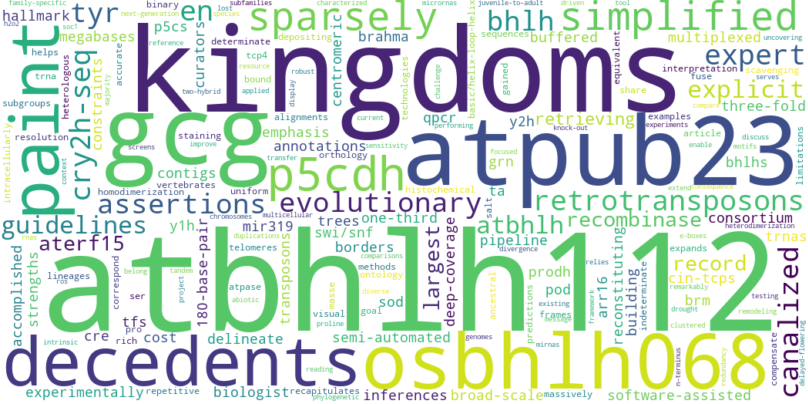 hallmark
tyr
en
sparsely
simplified
kingdoms
paint
gcg
atpub23
atbhlh112
decedents
osbhlh068
canalized
p5cdh
retrotransposons
evolutionary
assertions
guidelines
cry2h-seq
expert
explicit
bhlh
lost
binary
next-generation
species
family-specific
subfamilies
characterized
micrornas
juvenile-to-adult
driven
tool
uncovering
megabases
p5cs
reference
helps
determinate
tcp4
resource
trna
accurate
robust
bound
applied
display
two-hybrid
curators
centromeric
brahma
depositing
sequences
buffered
multiplexed
interpretation
scavenging
technologies
challenge
gained
basic/helix-loop-helix
equivalent
fuse
serves
share
examples
knock-out
experiments
three-fold
subgroups
heterologous
constraints
resolution
staining
screens
improve
alignments
current
performing
emphasis
qpcr
y2h
retrieving
article
discuss
enable
motifs
compare
limitations
intracellularly
context
annotations
orthology
sensitivity
transfer
grn
focused
bhlhs
extend
contigs
vertebrate
uniform
histochemical
ta
salt
homodimerization
chromosomes
multicellular
mir319
y1h
duplications
trees
one-third
atbhlh
recombinase
consortium
heterodimerization
e-boxes
trnas
rnas
aterf15
telomeres
swi/snf
comparisons
divergence
pipeline
relies
expands
record
delayed-flowering
lineages
borders
methods
ontology
largest
deep-coverage
prodh
arr16
reconstituting
building
indeterminate
framework
cin-tcps
remarkably
testing
abiotic
accomplished
strengths
correspond
belong
tandem
project
180-base-pair
transposons
atpase
mosse
diverse
ancestral
pod
existing
predictions
frames
brm
drought
remodeling
clustered
tfs
ser
visual
sod
proline
goal
cre
rich
pro
cost
delineate
semi-automated
mirnas
genomes
n-terminus
redundancy
compensate
intrinsic
recapitulates
reading
experimentally
repetitive
biologist
phylogenetic
inferences
broad-scale
massively
software-assisted
h2o2
ros